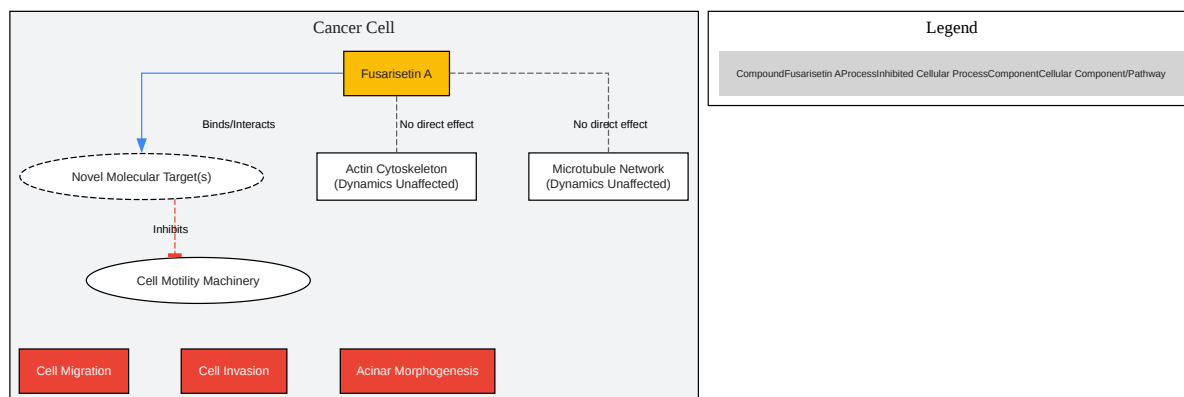 Cancer Cell
Fusarisetin A
Binds/Interacts
No direct effect
No direct effect
Novel Molecular Target(s)
Actin Cytoskeleton
(Dynamics Unaffected)
Microtubule Network
(Dynamics Unaffected)
Inhibits
Cell Motility Machinery
Cell Migration
Cell Invasion
Acinar Morphogenesis
Legend
CompoundFusarisetin AProcessInhibited Cellular ProcessComponentCellular Component/Pathway